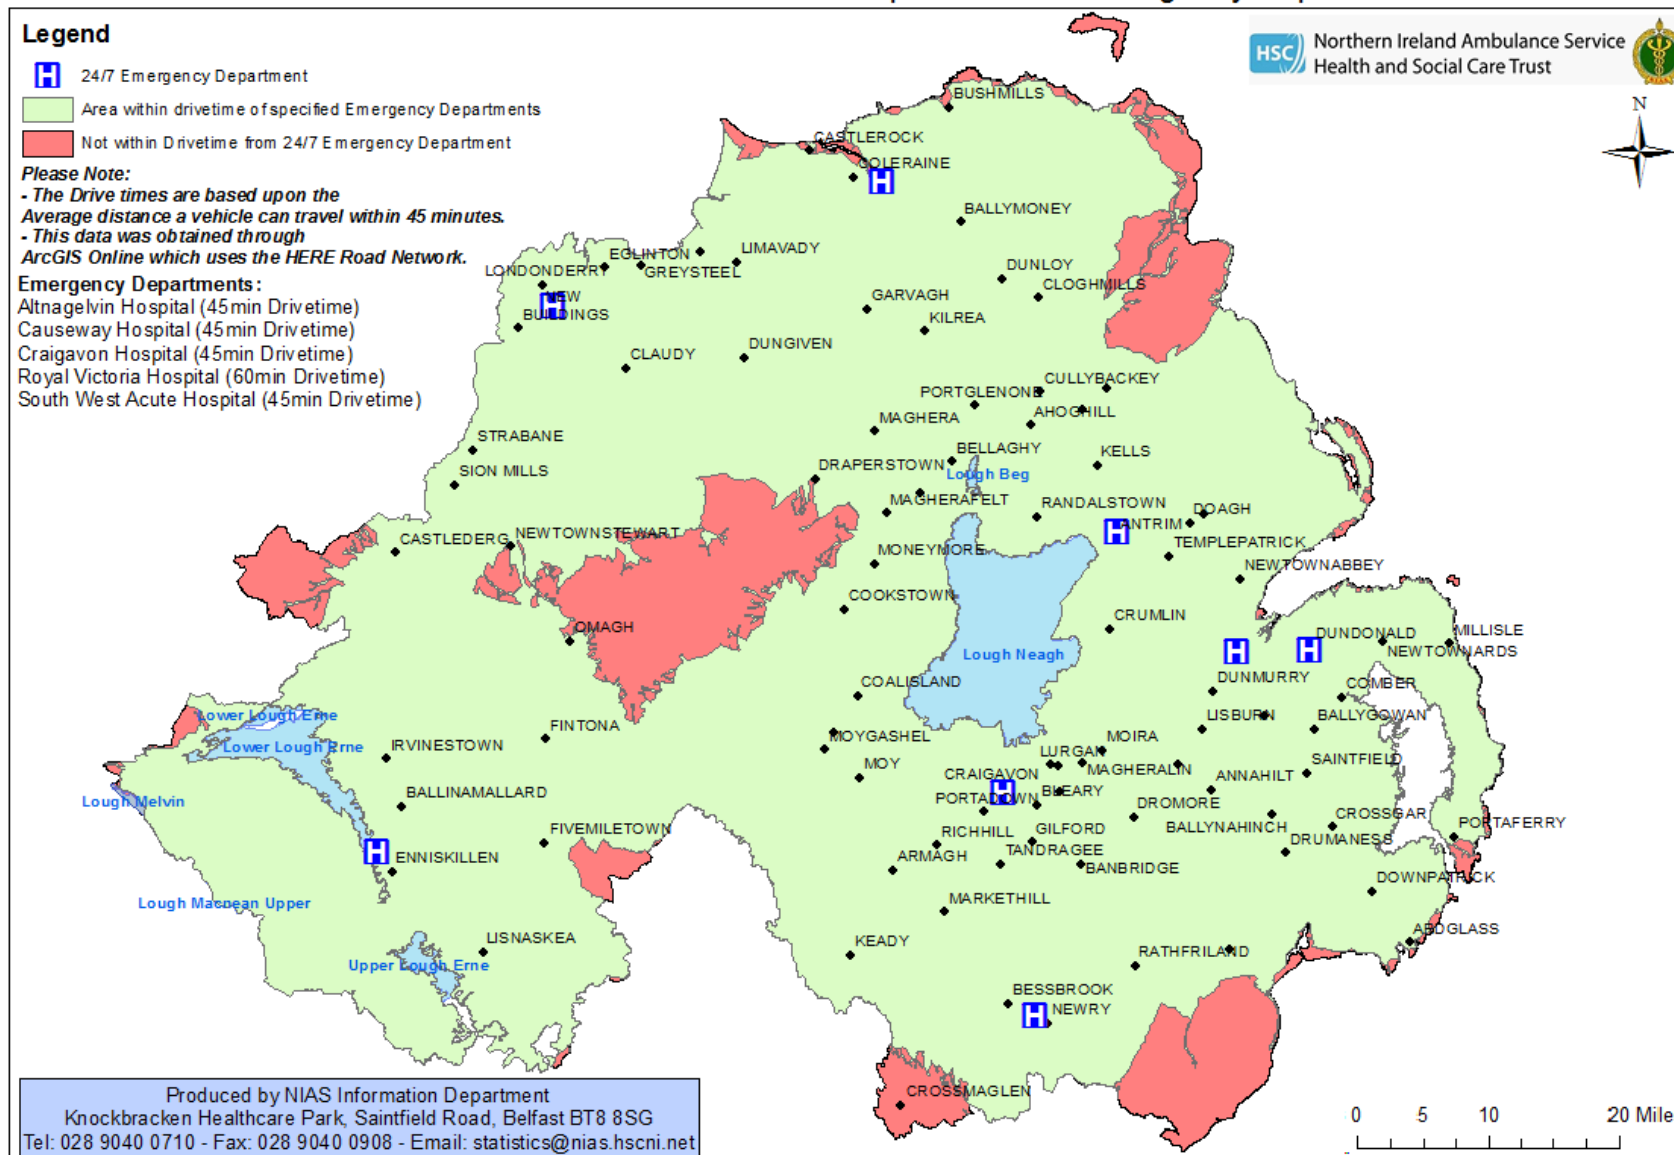 Legend
24/7 Emergency Department
Area within drivetime of specified Emergency Departments
Not within Drivetime from 24/7 Emergency Department
Please Note:
- The Drive times are based upon the
Average distance a vehicle can travel within 45 minutes.
- This data was obtained through
ArcGIS Online which uses the HERE Road Network.
Emergency Departments:
Altnagelvin Hospital (45min Drivetime)
Causeway Hospital (45min Drivetime)
Craigavon Hospital (45min Drivetime)
Royal Victoria Hospital (60min Drivetime)
South West Acute Hospital (45min Drivetime)
HSC
Northern Ireland Ambulance Service
Health and Social Care Trust
N
BUSHMILLS
CASTLEROCK
COLERAINE
H
BALLYMONEY
LIMAVADY
EGLINTON
GREYSTEEL
LONDONDERRY
DUNLOY
CLOGHMILLS
NEW
BUILDINGS
H
GARVAGH
KILREA
CLAUDY
DUNGIVEN
CULLYBACKEY
PORTGLENONE
AHOGHILL
MAGHERA
STRABANE
SION MILLS
BELLAGHY
KELLS
DRAPERSTOWN
Lough Beg
MAGHERAFELT
RANDALSTOWN
DOAGH
H
ANTRIM
TEMPLEPATRICK
NEWTOWNSTEWART
CASTLEDERG
MONEYMORE
NEWTOWNABBEY
COOKSTOWN
CRUMLIN
OMAGH
Lough Neagh
H
H
DUNDONALD
MILLISLE
NEWTOWNARDS
DUNMURRY
COMBER
COALISLAND
LISBURN
BALLYGOWAN
Lower Lough Erne
Lower Lough Erne
FINTONA
IRVINESTOWN
MOYGASHEL
MOY
MOIRA
LURGAN
MAGHERALIN
SAINTFIELD
ANNAHILT
CRAIGAVON
H
BLEARY
PORTADOWN
Lough Melvin
BALLINAMALLARD
DROMORE
BALLYNAHINCH
CROSSGAR
PORTAFERRY
FIVEMILETOWN
RICHHILL
GILFORD
DRUMANESS
H
ENNISKILLEN
ARMAGH
TANDRAGEE
BANBRIDGE
DOWNPATRICK
Lough Macnean Upper
MARKETHILL
ARDGLASS
LISNASKEA
KEADY
RATHFRILAND
Upper Lough Erne
BESSBROOK
H
NEWRY
CROSSMAGLEN
Produced by NIAS Information Department
Knockbracken Healthcare Park, Saintfield Road, Belfast BT8 8SG
Tel: 028 9040 0710 - Fax: 028 9040 0908 - Email: statistics@nias.hscni.net
0 5 10 20 Mile